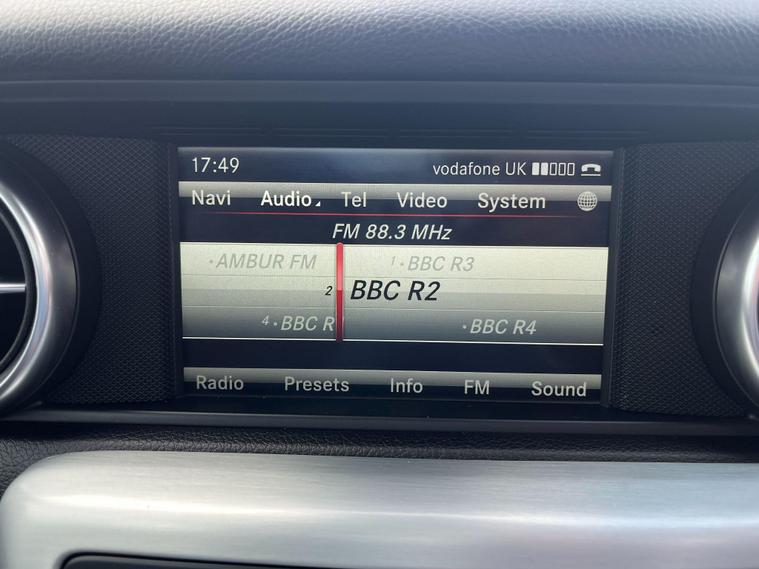 17:49 vodafone UK
Navi Audio Tel Video System
FM 88.3 MHz
•AMBUR FM 1•BBC R3
2 BBC R2
4•BBC R •BBC R4
Radio Presets Info FM Sound